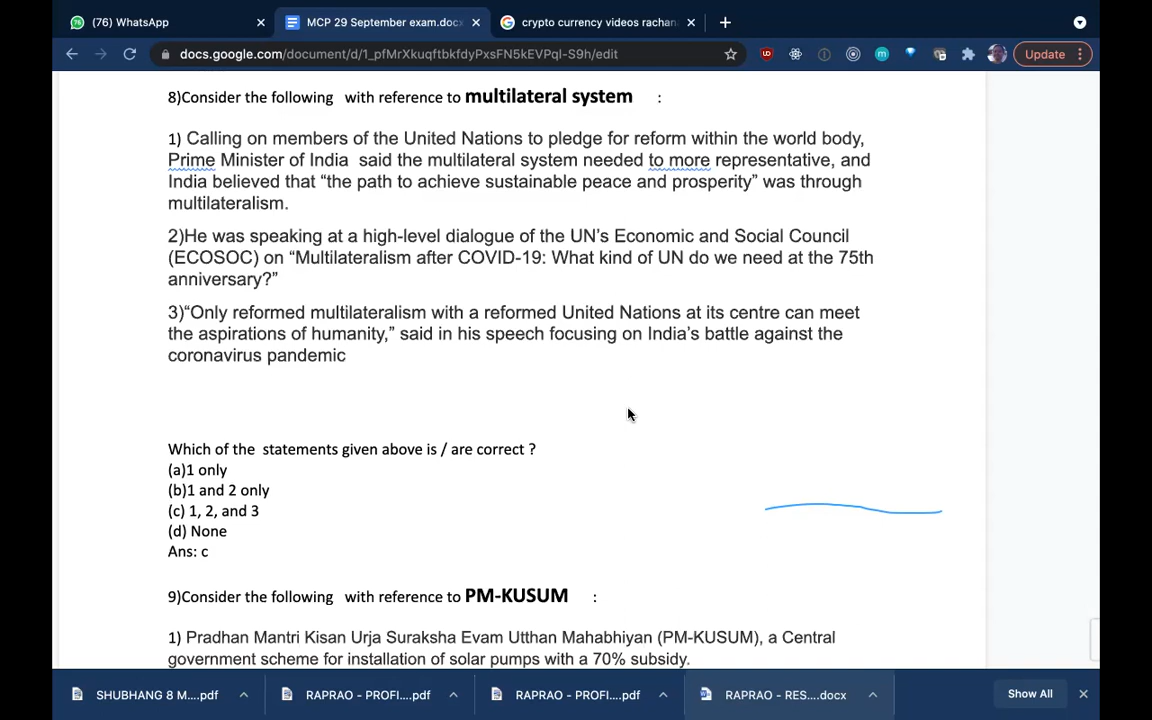 (76) WhatsApp
MCP 29 September exam.docx
crypto currency videos rachan
docs.google.com/document/d/1_pfMrXkuqftbkfdyPxsFN5kEVPql-S9h/edit
Update
8)Consider the following with reference to multilateral system :
1) Calling on members of the United Nations to pledge for reform within the world body,
Prime Minister of India said the multilateral system needed to more representative, and
India believed that “the path to achieve sustainable peace and prosperity” was through
multilateralism.
2)He was speaking at a high-level dialogue of the UN’s Economic and Social Council
(ECOSOC) on “Multilateralism after COVID-19: What kind of UN do we need at the 75th
anniversary?”
3)“Only reformed multilateralism with a reformed United Nations at its centre can meet
the aspirations of humanity,” said in his speech focusing on India’s battle against the
coronavirus pandemic
Which of the statements given above is / are correct ?
(a)1 only
(b)1 and 2 only
(c) 1, 2, and 3
(d) None
Ans: c
9)Consider the following with reference to PM-KUSUM :
1) Pradhan Mantri Kisan Urja Suraksha Evam Utthan Mahabhiyan (PM-KUSUM), a Central
government scheme for installation of solar pumps with a 70% subsidy.
SHUBHANG 8 M....pdf
RAPRAO - PROFI....pdf
RAPRAO - PROFI....pdf
RAPRAO - RES....docx
Show All